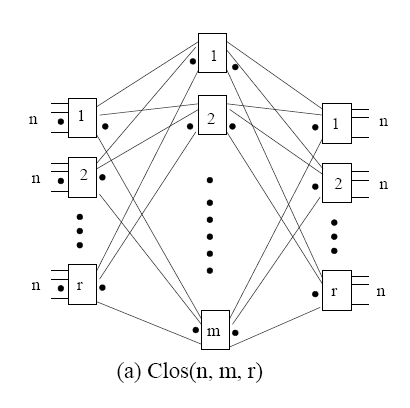 1
n 1 1 n
2
n 2 2 n
n r r n
m
(a) Clos(n, m, r)